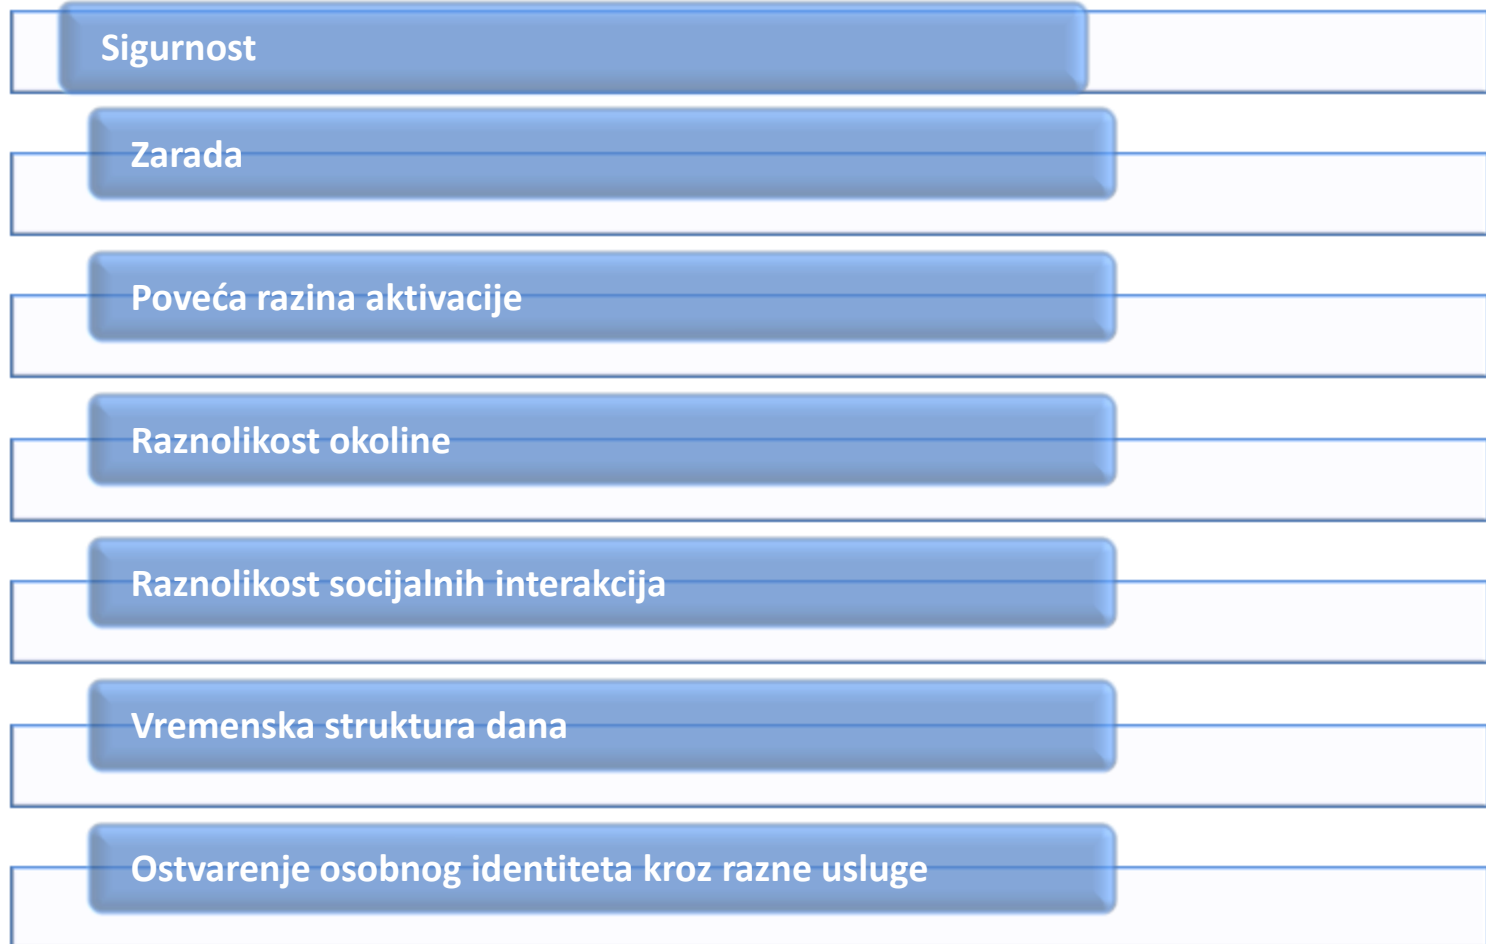 Sigurnost
Zarada
Poveća razina aktivacije
Raznolikost okoline
Raznolikost socijalnih interakcija
Vremenska struktura dana
Ostvarenje osobnog identiteta kroz razne usluge